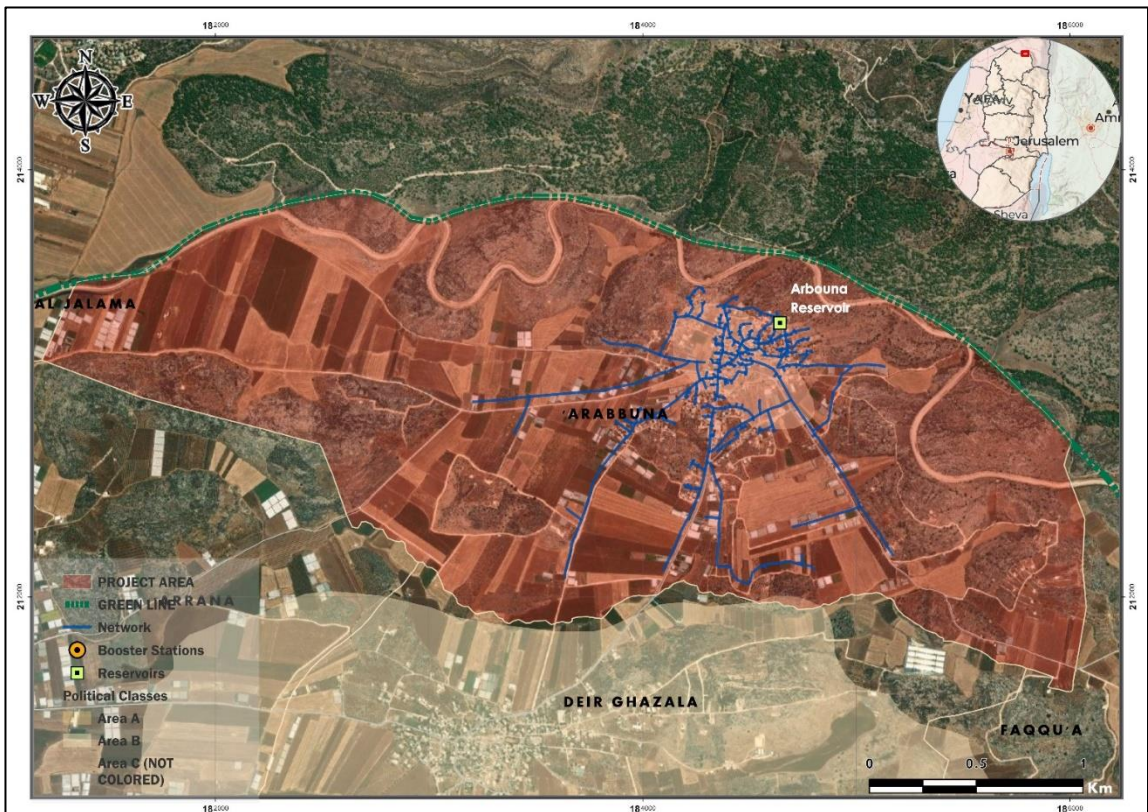 182000 184000 186000
N
W E
S
Jerusalem
Sheva
214000 214000
Arbouna
Reservoir
AL JALAMA
'ARABBUNA
PROJECT AREA
GREEN LINE
212000 ARRANA 212000
Network
Booster Stations
Reservoirs
Political Classes
Area A
Area B
Area C (NOT
COLORED)
DEIR GHAZALA
FAQQU'A
0 0.5 1
Km
182000 184000 186000